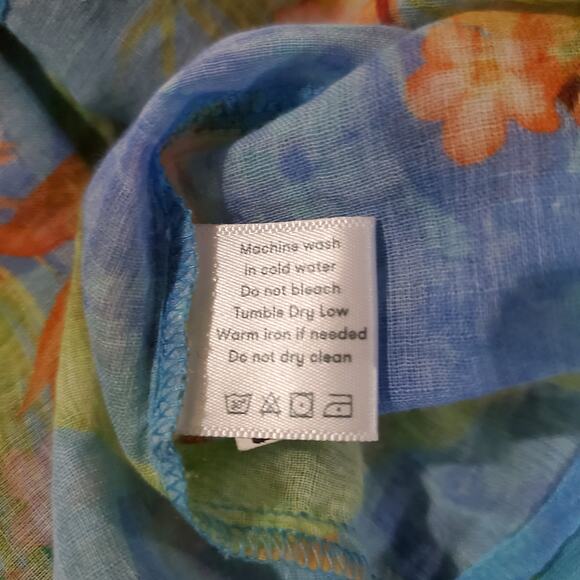 Machine wash
in cold water
Do not bleach
Tumble Dry Low
Warm iron if needed
Do not dry clean